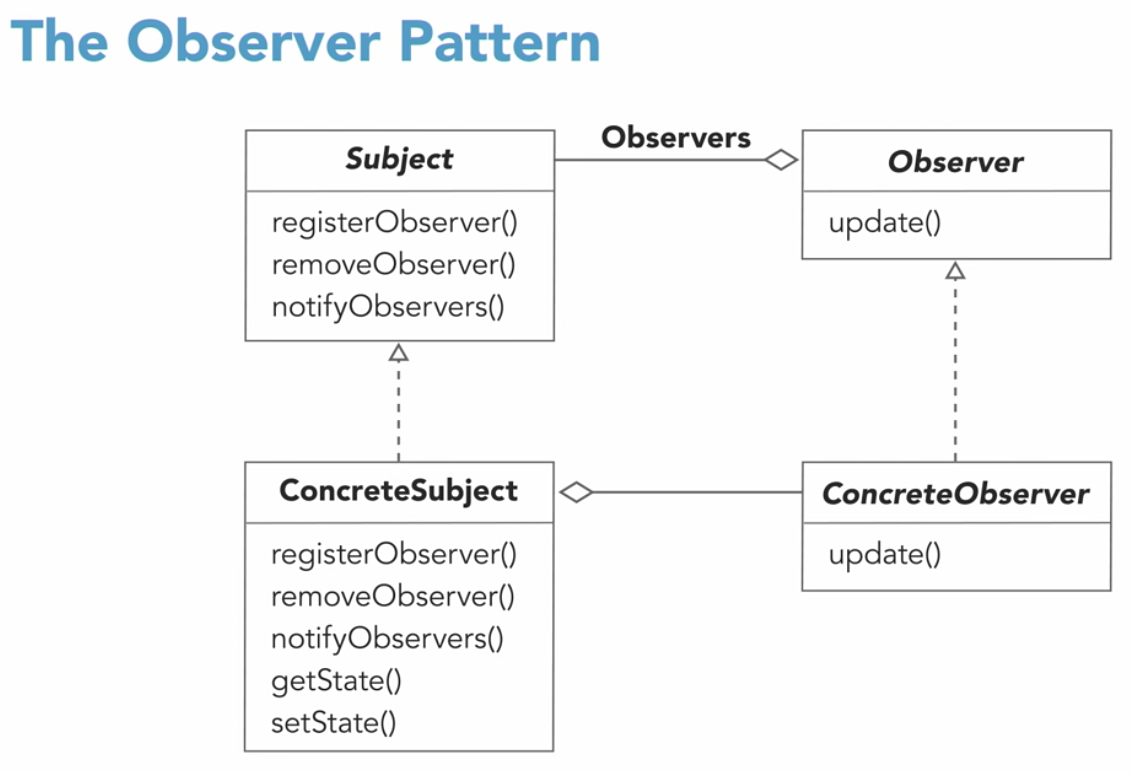 The Observer Pattern
Observers
Subject
registerObserver()
removeObserver()
notifyObservers()
Observer
update()
ConcreteSubject
registerObserver()
removeObserver()
notifyObservers()
getState()
setState()
ConcreteObserver
update()